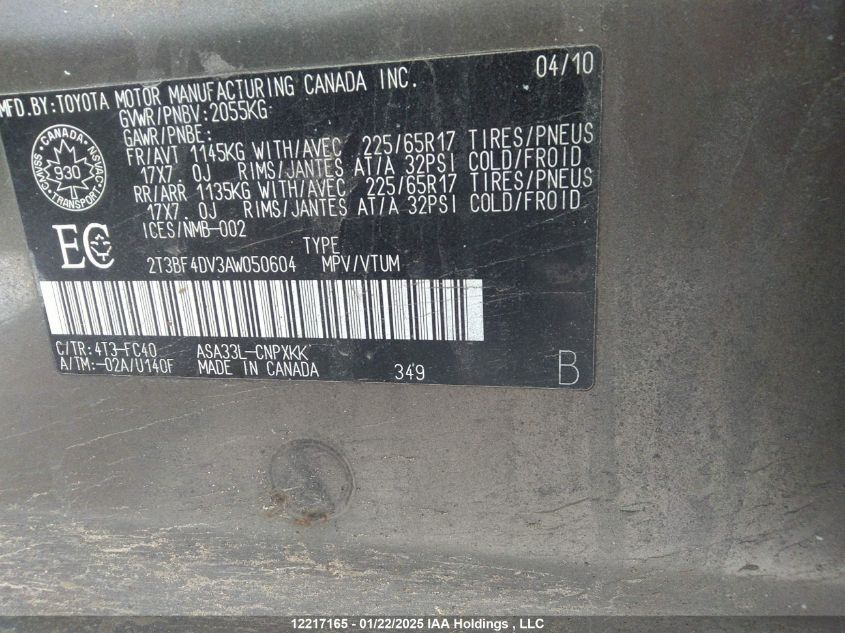 MFD.BY:TOYOTA MOTOR MANUFACTURING CANADA INC. 04/10
GVWR/PNBV:2055KG
GAWR/PNBE:
FR/AVT 1145KG WITH/AVEC 225/65R17 TIRES/PNEUS
17X7.0J RIMS/JANTES AT/A 32PSI COLD/FROID
RR/ARR 1135KG WITH/AVEC 225/65R17 TIRES/PNEUS
17X7.0J RIMS/JANTES AT/A 32PSI COLD/FROID
ICES/NMB-002
CANADA
CMVSS NSVAC
930
TRANSPORT
EC
TYPE
2T3BF4DV3AW050604 MPV/VTUM
C/TR:4T3-FC40 ASA33L-CNPXKK
A/TM:-02A/U140F MADE IN CANADA 349 B
12217165 - 01/22/2025 IAA Holdings , LLC